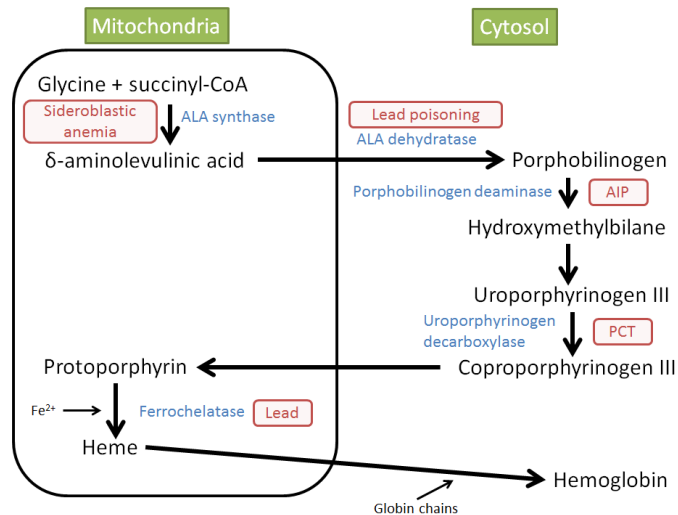 Mitochondria
Cytosol
Glycine + succinyl-CoA
Sideroblastic
anemia
ALA synthase
Lead poisoning
ALA dehydratase
δ-aminolevulinic acid
Porphobilinogen
Porphobilinogen deaminase
AIP
Hydroxymethylbilane
Uroporphyrinogen III
Uroporphyrinogen
decarboxylase
PCT
Protoporphyrin
Coproporphyrinogen III
Fe²⁺
Ferrochelatase
Lead
Heme
Hemoglobin
Globin chains